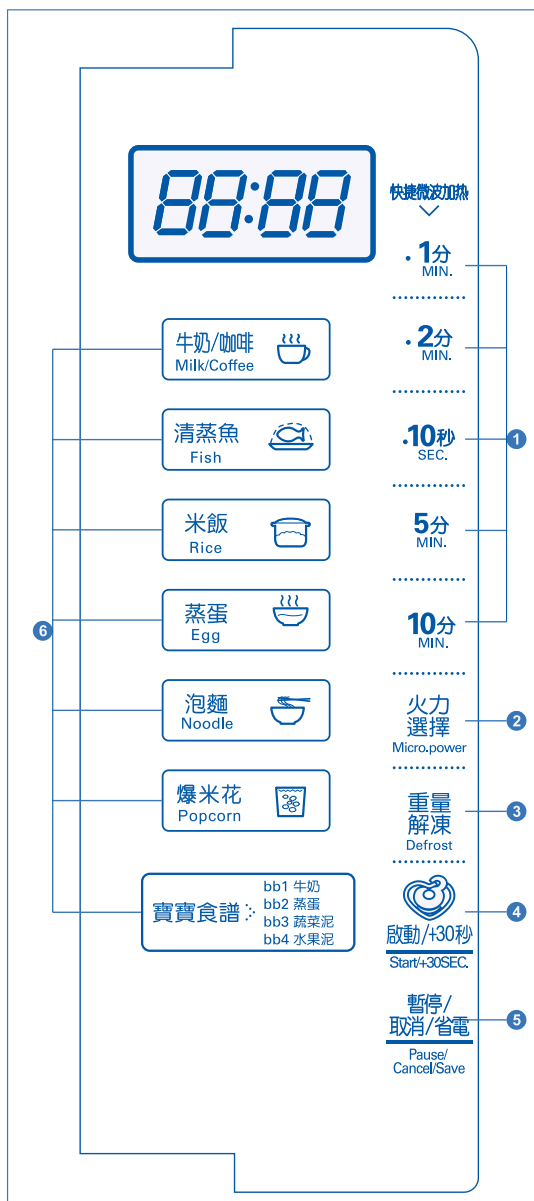 88:88
快捷微波加热
.1分
MIN.
.2分
MIN.
.10秒
SEC.
5分
MIN.
10分
MIN.
火力
選擇
Micro.power
重量
解凍
Defrost
啟動/+30秒
Start/+30SEC.
暫停/
取消/省電
Pause/
Cancel/Save
1
2
3
4
5
牛奶/咖啡
Milk/Coffee
清蒸魚
Fish
米飯
Rice
蒸蛋
Egg
泡麵
Noodle
爆米花
Popcorn
寶寶食譜
bb1 牛奶
bb2 蒸蛋
bb3 蔬菜泥
bb4 水果泥
6